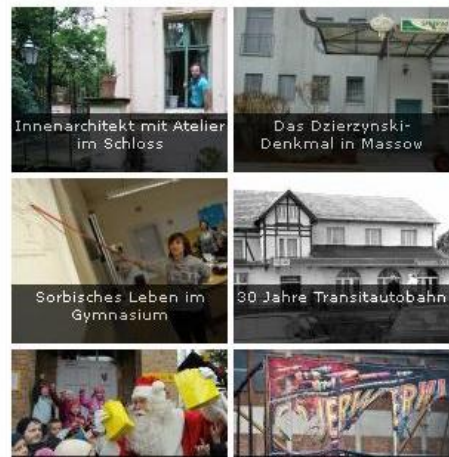 Innenarchitekt mit Atelier
im Schloss
Das Dzierzynski-
Denkmal in Massow
Sorbisches Leben im
Gymnasium
30 Jahre Transitautobahn